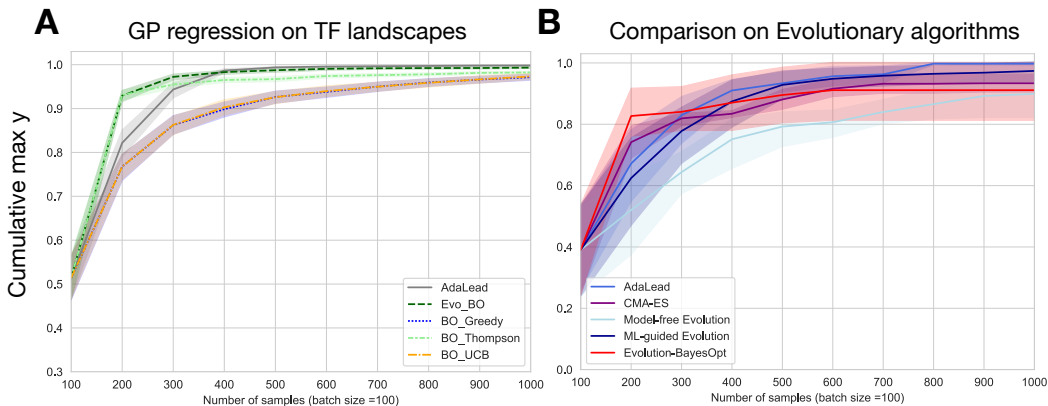 A
GP regression on TF landscapes
Cumulative max y
1.0
0.9
0.8
0.7
0.6
0.5
0.4
0.3
100 200 300 400 500 600 700 800 900 1000
Number of samples (batch size =100)
AdaLead
Evo_BO
BO_Greedy
BO_Thompson
BO_UCB
B
Comparison on Evolutionary algorithms
1.0
0.8
0.6
0.4
0.2
0.0
100 200 300 400 500 600 700 800 900 1000
Number of samples (batch size =100)
AdaLead
CMA-ES
Model-free Evolution
ML-guided Evolution
Evolution-BayesOpt